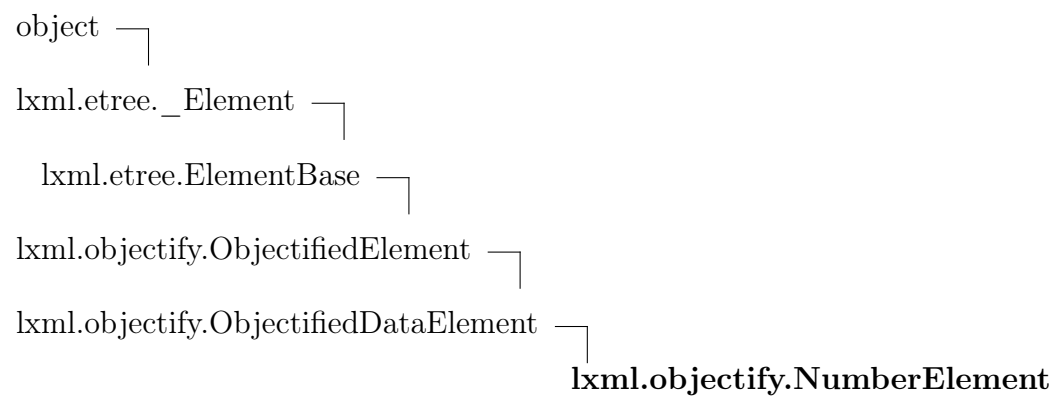 object
lxml.etree._Element
lxml.etree.ElementBase
lxml.objectify.ObjectifiedElement
lxml.objectify.ObjectifiedDataElement
lxml.objectify.NumberElement